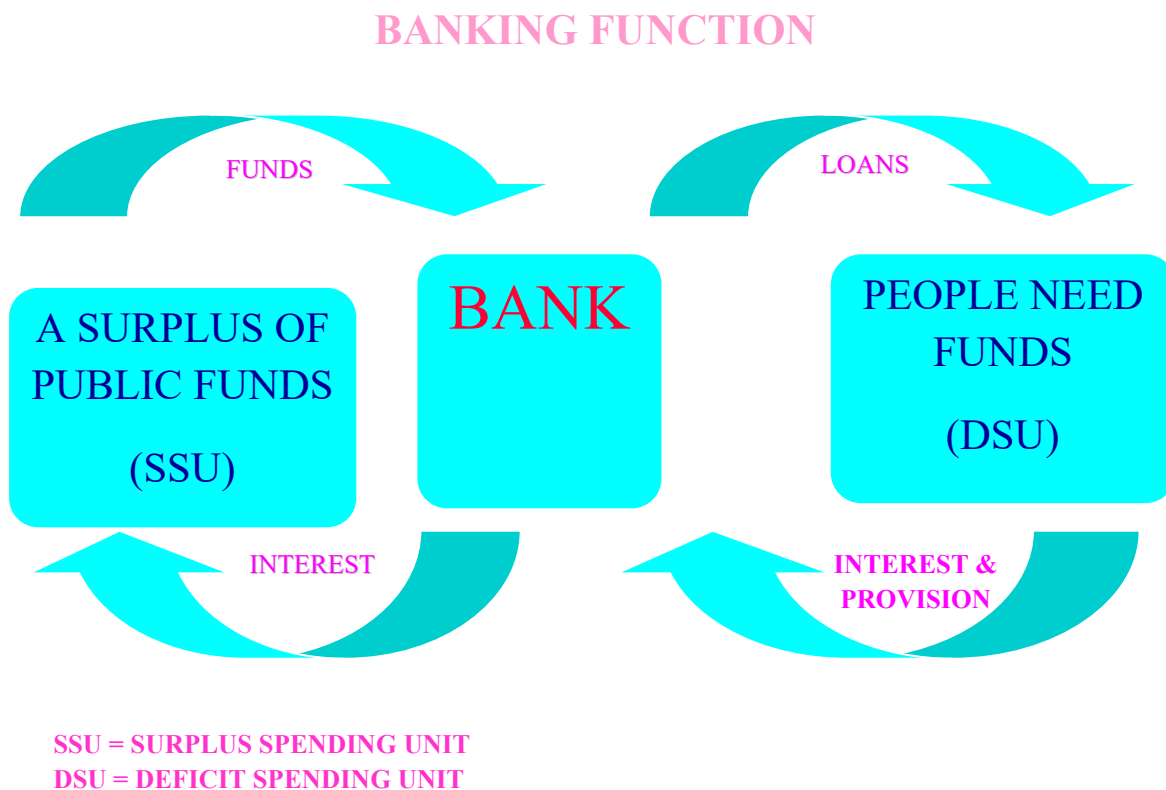 BANKING FUNCTION
FUNDS
LOANS
A SURPLUS OF
PUBLIC FUNDS
(SSU)
BANK
PEOPLE NEED
FUNDS
(DSU)
INTEREST
INTEREST &
PROVISION
SSU = SURPLUS SPENDING UNIT
DSU = DEFICIT SPENDING UNIT